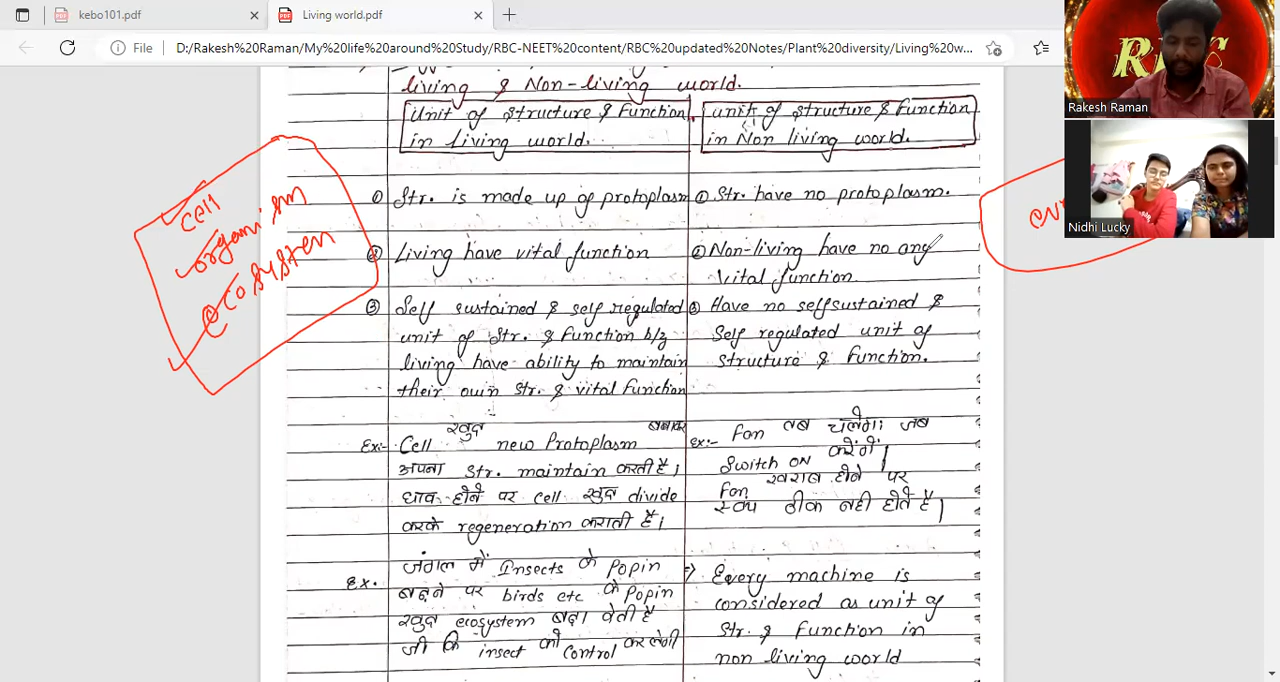 kebo101.pdf
Living world.pdf
File
D:/Rakesh%20Raman/My%20life%20around%20Study/RBC-NEET%20content/RBC%20updated%20Notes/Plant%20diversity/Living%20w...
living & Non-living world.
Unit of structure & Function
in Living world.
unit of structure & function
in Non living world.
① Str. is made up of protoplasm
① Str. have no protoplasm.
② Living have vital function
② Non-living have no any
vital function.
③ Self sustained & self regulated
unit of str. & function b/z
living have ability to maintain
their own str. & vital function
③ Have no selfsustained &
Self regulated unit of
structure & function.
Ex:- Cell खुद new protoplasm बनाकर
अपना str. maintain करती है।
घाव होने पर cell खुद divide
करके regeneration कराती है।
Ex:- Fan तब चलेगा जब
Switch ON करेंगे।
Fan खराब होने पर
स्वयं ठीक नही होते है।
Ex. जंगल में Insects के popin
बढ़ने पर birds etc के popin
खुद ecosystem बढ़ा देती है
जो कि insect को control कर लेगी
⇒ Every machine is
considered as unit of
str. & function in
non living world
cell
organism
ecosystem
Rakesh Raman
Nidhi Lucky